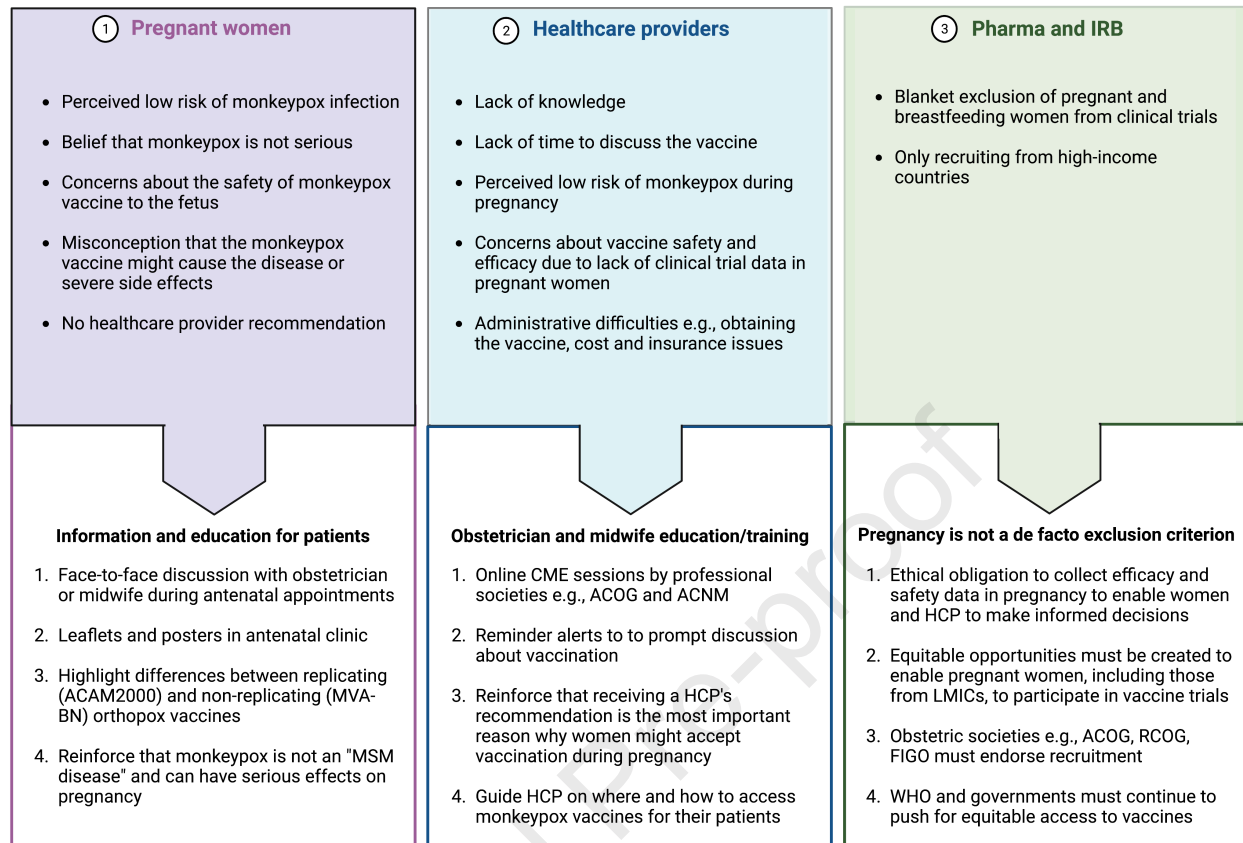 1 Pregnant women
• Perceived low risk of monkeypox infection
• Belief that monkeypox is not serious
• Concerns about the safety of monkeypox
vaccine to the fetus
• Misconception that the monkeypox
vaccine might cause the disease or
severe side effects
• No healthcare provider recommendation
Information and education for patients
1. Face-to-face discussion with obstetrician
or midwife during antenatal appointments
2. Leaflets and posters in antenatal clinic
3. Highlight differences between replicating
(ACAM2000) and non-replicating (MVA-
BN) orthopox vaccines
4. Reinforce that monkeypox is not an "MSM
disease" and can have serious effects on
pregnancy
2 Healthcare providers
• Lack of knowledge
• Lack of time to discuss the vaccine
• Perceived low risk of monkeypox during
pregnancy
• Concerns about vaccine safety and
efficacy due to lack of clinical trial data in
pregnant women
• Administrative difficulties e.g., obtaining
the vaccine, cost and insurance issues
Obstetrician and midwife education/training
1. Online CME sessions by professional
societies e.g., ACOG and ACNM
2. Reminder alerts to to prompt discussion
about vaccination
3. Reinforce that receiving a HCP's
recommendation is the most important
reason why women might accept
vaccination during pregnancy
4. Guide HCP on where and how to access
monkeypox vaccines for their patients
3 Pharma and IRB
• Blanket exclusion of pregnant and
breastfeeding women from clinical trials
• Only recruiting from high-income
countries
Pregnancy is not a de facto exclusion criterion
1. Ethical obligation to collect efficacy and
safety data in pregnancy to enable women
and HCP to make informed decisions
2. Equitable opportunities must be created to
enable pregnant women, including those
from LMICs, to participate in vaccine trials
3. Obstetric societies e.g., ACOG, RCOG,
FIGO must endorse recruitment
4. WHO and governments must continue to
push for equitable access to vaccines
Pre-proof